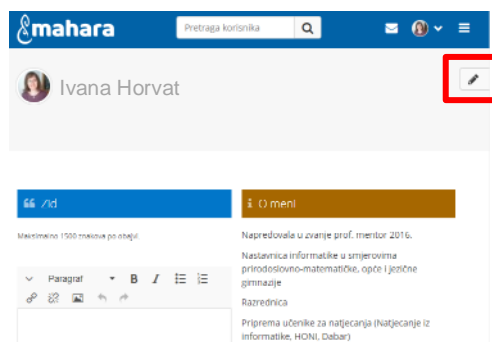 mahara
Pretraga korisnika
Ivana Horvat
Zid
O meni
Maksimalno 1500 znakova po objavi.
Napredovala u zvanje prof. mentor 2016.
Nastavnica informatike u smjerovima
prirodoslovno-matematičke, opće i jezične
gimnazije
Paragraf
B
I
Razrednica
Priprema učenike za natjecanja (Natjecanje iz
informatike, HONI, Dabar)